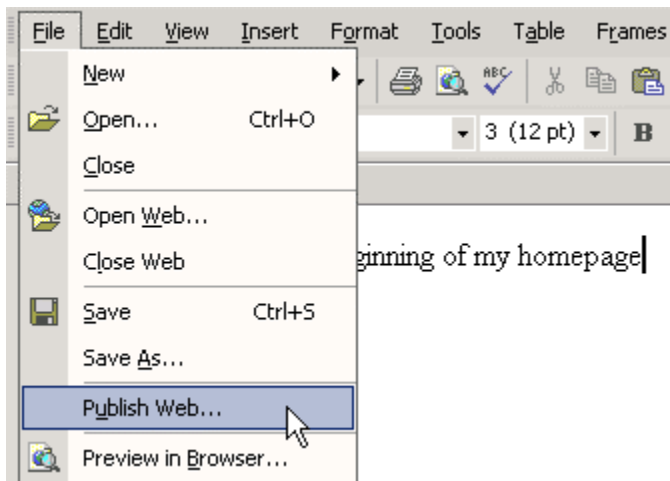 File Edit View Insert Format Tools Table Frames
New
ABC
Open... Ctrl+O
3 (12 pt) B
Close
Open Web...
ginning of my homepage
Close Web
Save Ctrl+S
Save As...
Publish Web...
Preview in Browser...